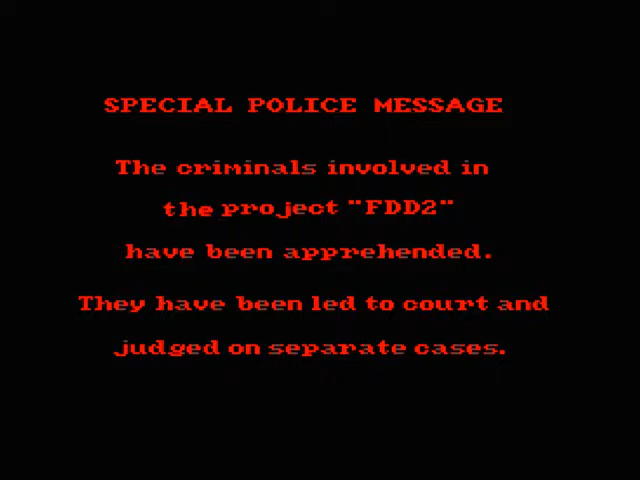 SPECIAL POLICE MESSAGE
The criminals involved in
the project "FDD2"
have been apprehended.
They have been led to court and
judged on separate cases.